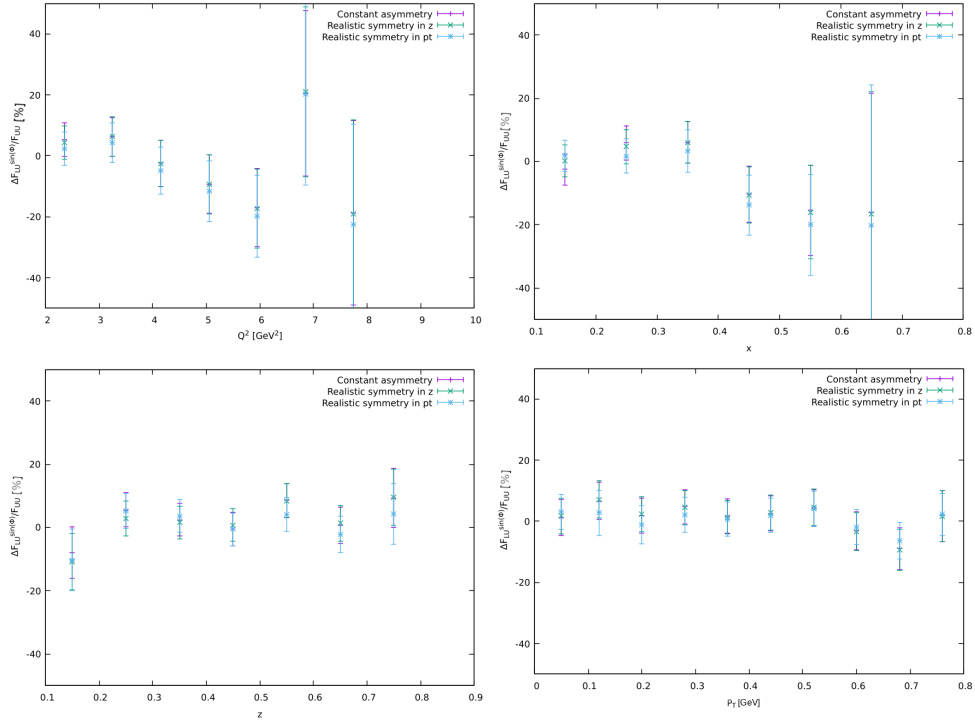 Constant asymmetry
Realistic symmetry in z
Realistic symmetry in pt
40
20
0
-20
-40
ΔF_LU^sin(Φ)/F_UU [%]
2 3 4 5 6 7 8 9 10
Q^2 [GeV^2]
Constant asymmetry
Realistic symmetry in z
Realistic symmetry in pt
40
20
0
-20
-40
ΔF_LU^sin(Φ)/F_UU [%]
0.1 0.2 0.3 0.4 0.5 0.6 0.7 0.8
x
Constant asymmetry
Realistic symmetry in z
Realistic symmetry in pt
40
20
0
-20
-40
ΔF_LU^sin(Φ)/F_UU [%]
0.1 0.2 0.3 0.4 0.5 0.6 0.7 0.8 0.9
z
Constant asymmetry
Realistic symmetry in z
Realistic symmetry in pt
40
20
0
-20
-40
ΔF_LU^sin(Φ)/F_UU [%]
0 0.1 0.2 0.3 0.4 0.5 0.6 0.7 0.8
P_T [GeV]